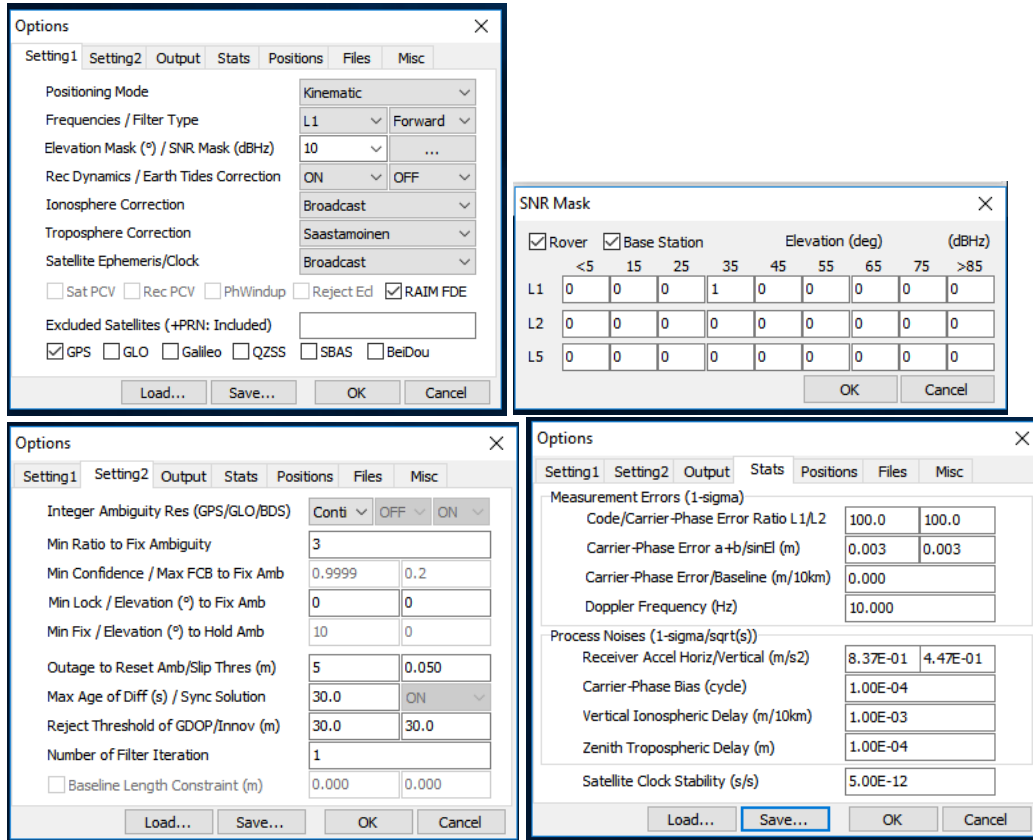 Options
Setting1 Setting2 Output Stats Positions Files Misc
Positioning Mode Kinematic
Frequencies / Filter Type L1 Forward
Elevation Mask (°) / SNR Mask (dBHz) 10 ...
Rec Dynamics / Earth Tides Correction ON OFF
Ionosphere Correction Broadcast
Troposphere Correction Saastamoinen
Satellite Ephemeris/Clock Broadcast
Sat PCV Rec PCV PhWindup Reject Ecl RAIM FDE
Excluded Satellites (+PRN: Included)
GPS GLO Galileo QZSS SBAS BeiDou
Load... Save... OK Cancel
SNR Mask
Rover Base Station Elevation (deg) (dBHz)
<5 15 25 35 45 55 65 75 >85
L1 0 0 0 1 0 0 0 0 0
L2 0 0 0 0 0 0 0 0 0
L5 0 0 0 0 0 0 0 0 0
OK Cancel
Options
Setting1 Setting2 Output Stats Positions Files Misc
Integer Ambiguity Res (GPS/GLO/BDS) Conti OFF ON
Min Ratio to Fix Ambiguity 3
Min Confidence / Max FCB to Fix Amb 0.9999 0.2
Min Lock / Elevation (°) to Fix Amb 0 0
Min Fix / Elevation (°) to Hold Amb 10 0
Outage to Reset Amb/Slip Thres (m) 5 0.050
Max Age of Diff (s) / Sync Solution 30.0 ON
Reject Threshold of GDOP/Innov (m) 30.0 30.0
Number of Filter Iteration 1
Baseline Length Constraint (m) 0.000 0.000
Load... Save... OK Cancel
Options
Setting1 Setting2 Output Stats Positions Files Misc
Measurement Errors (1-sigma)
Code/Carrier-Phase Error Ratio L1/L2 100.0 100.0
Carrier-Phase Error a+b/sinEl (m) 0.003 0.003
Carrier-Phase Error/Baseline (m/10km) 0.000
Doppler Frequency (Hz) 10.000
Process Noises (1-sigma/sqrt(s))
Receiver Accel Horiz/Vertical (m/s2) 8.37E-01 4.47E-01
Carrier-Phase Bias (cycle) 1.00E-04
Vertical Ionospheric Delay (m/10km) 1.00E-03
Zenith Tropospheric Delay (m) 1.00E-04
Satellite Clock Stability (s/s) 5.00E-12
Load... Save... OK Cancel